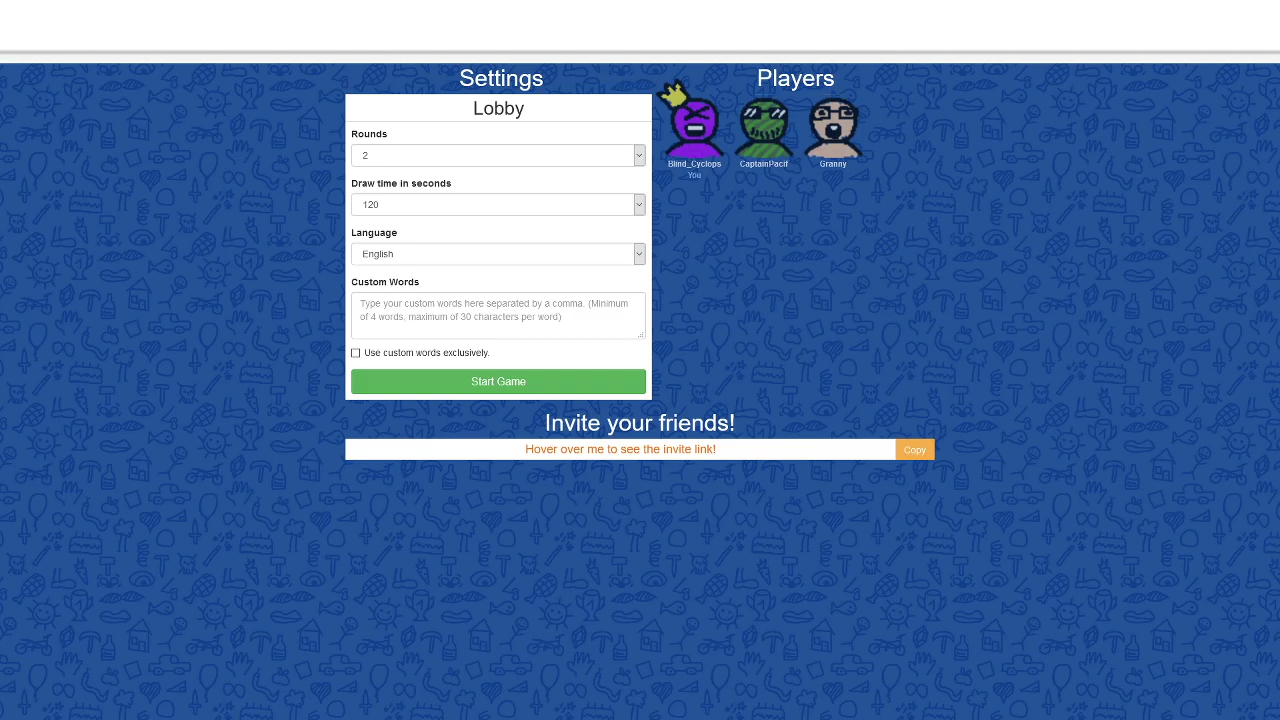 Settings
Players
Lobby
Rounds
2
Draw time in seconds
120
Language
English
Custom Words
Type your custom words here separated by a comma. (Minimum
of 4 words, maximum of 30 characters per word)
Use custom words exclusively.
Start Game
Blind_Cyclops
You
CaptainPacif
Granny
Invite your friends!
Hover over me to see the invite link!
Copy